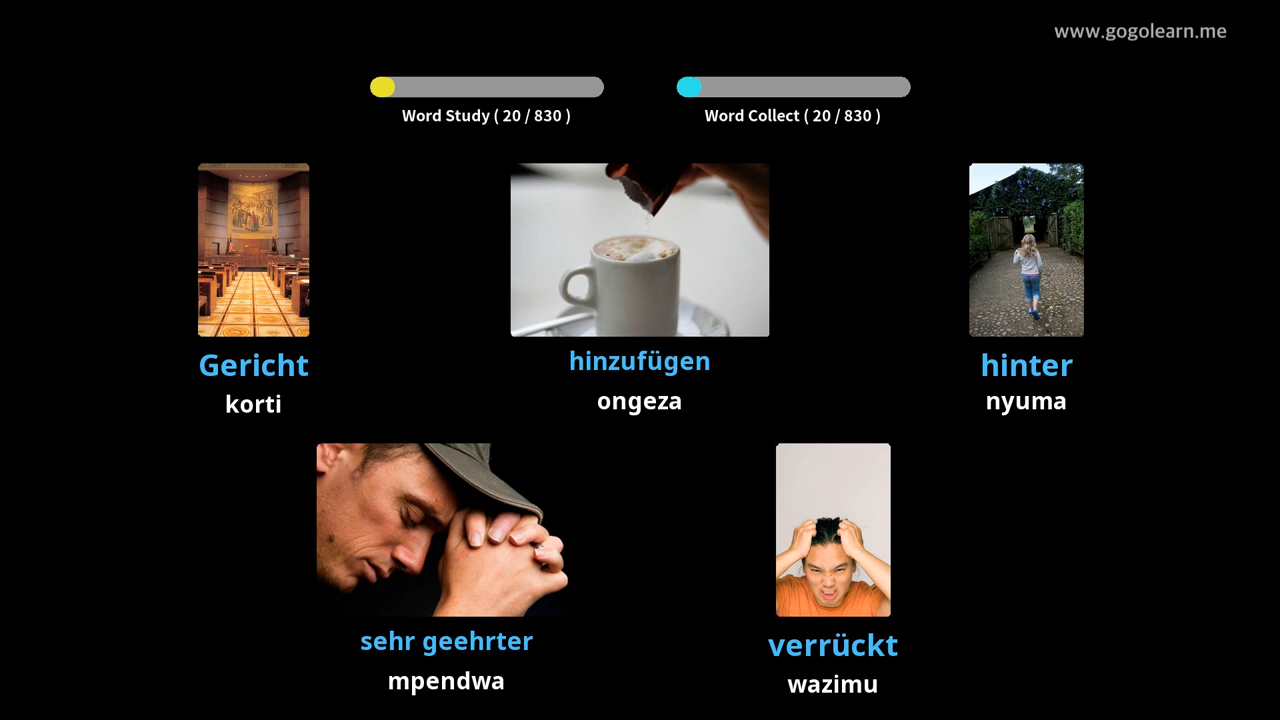 www.gogolearn.me
Word Study ( 20 / 830 )
Word Collect ( 20 / 830 )
Gericht
korti
hinzufügen
ongeza
hinter
nyuma
sehr geehrter
mpendwa
verrückt
wazimu